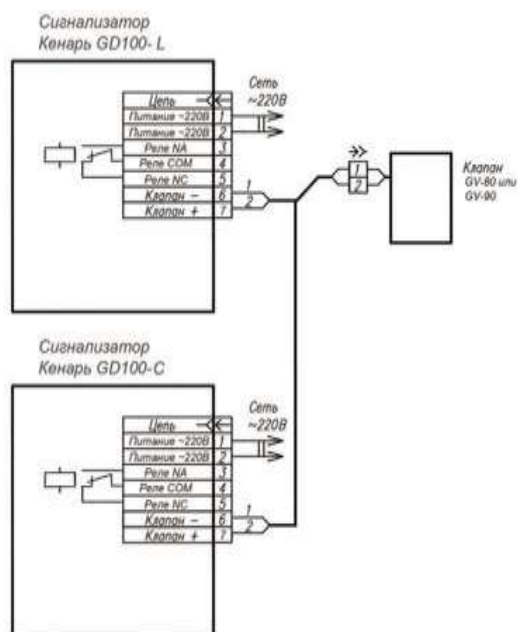 Сигнализатор
Кенарь GD100- L
Цепь
Питание ~220В 1
Питание ~220В 2
Реле NA 3
Реле COM 4
Реле NC 5
Клапан - 6
Клапан + 7
Сеть
~220В
1
2
1
2
Клапан
GV-80 или
GV-90
Сигнализатор
Кенарь GD100-C
Цепь
Питание ~220В 1
Питание ~220В 2
Реле NA 3
Реле COM 4
Реле NC 5
Клапан - 6
Клапан + 7
Сеть
~220В
1
2